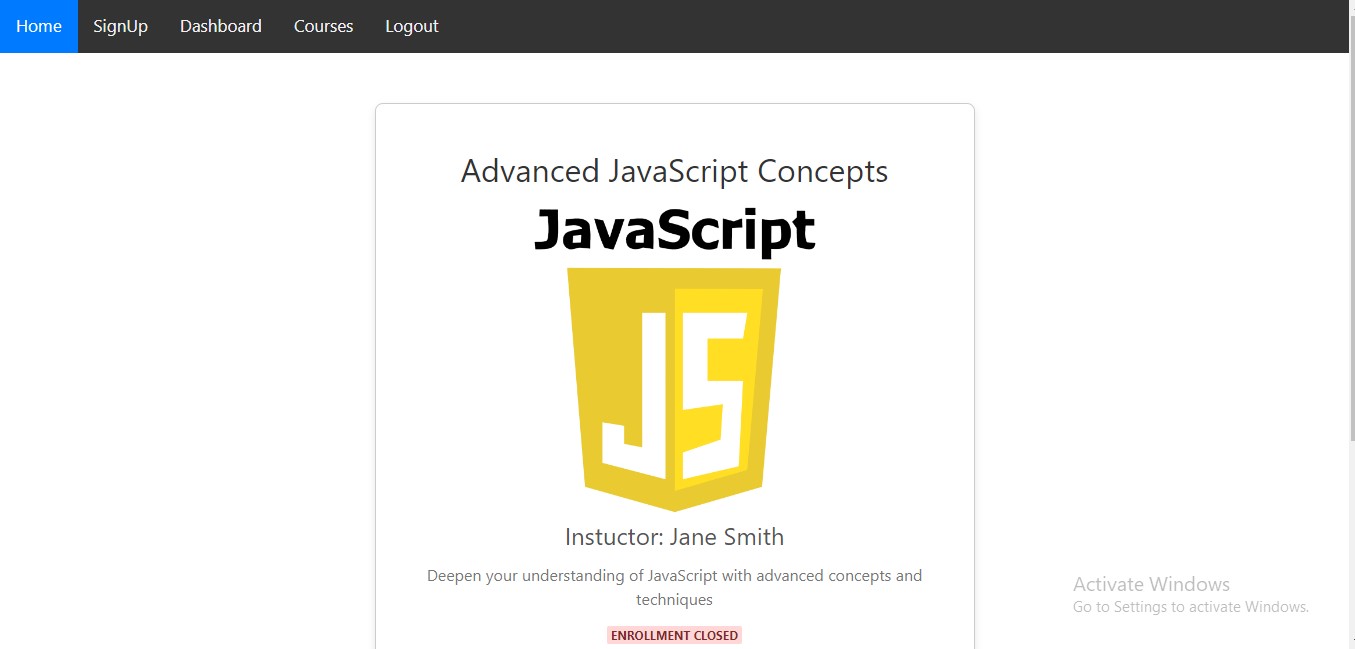 Home SignUp Dashboard Courses Logout
Advanced JavaScript Concepts
JavaScript
JS
Instuctor: Jane Smith
Deepen your understanding of JavaScript with advanced concepts and
techniques
ENROLLMENT CLOSED
Activate Windows
Go to Settings to activate Windows.